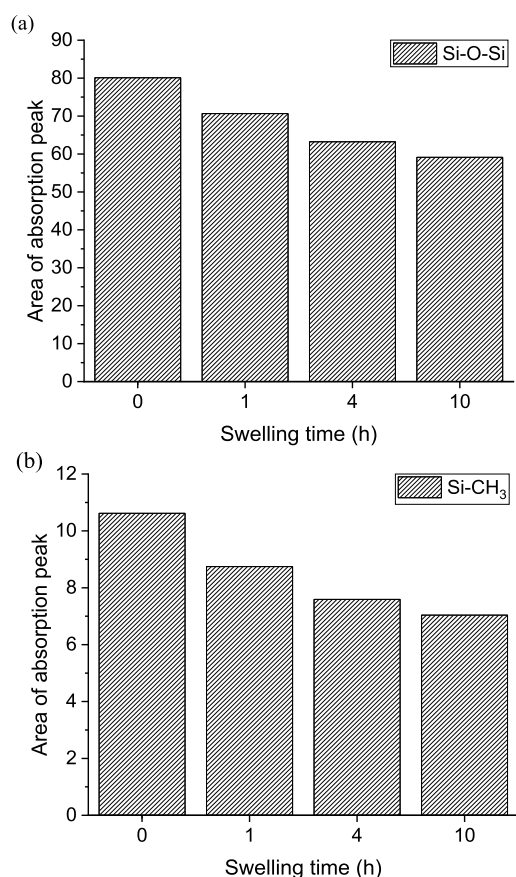 (a)
90
80
70
60
50
40
30
20
10
0
Area of absorption peak
Si-O-Si
0 1 4 10
Swelling time (h)
(b)
12
10
8
6
4
2
0
Area of absorption peak
Si-CH₃
0 1 4 10
Swelling time (h)